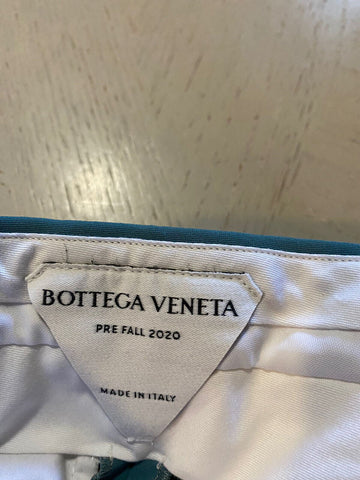 BOTTEGA VENETA
PRE FALL 2020
MADE IN ITALY